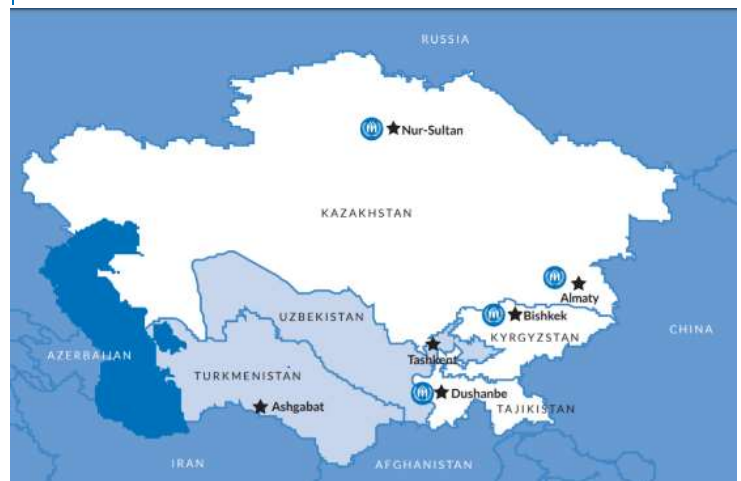 RUSSIA
Nur-Sultan
KAZAKHSTAN
Almaty
Bishkek
UZBEKISTAN
KYRGYZSTAN
CHINA
Tashkent
AZERBAIJAN
TURKMENISTAN
Dushanbe
Ashgabat
TAJIKISTAN
IRAN
AFGHANISTAN